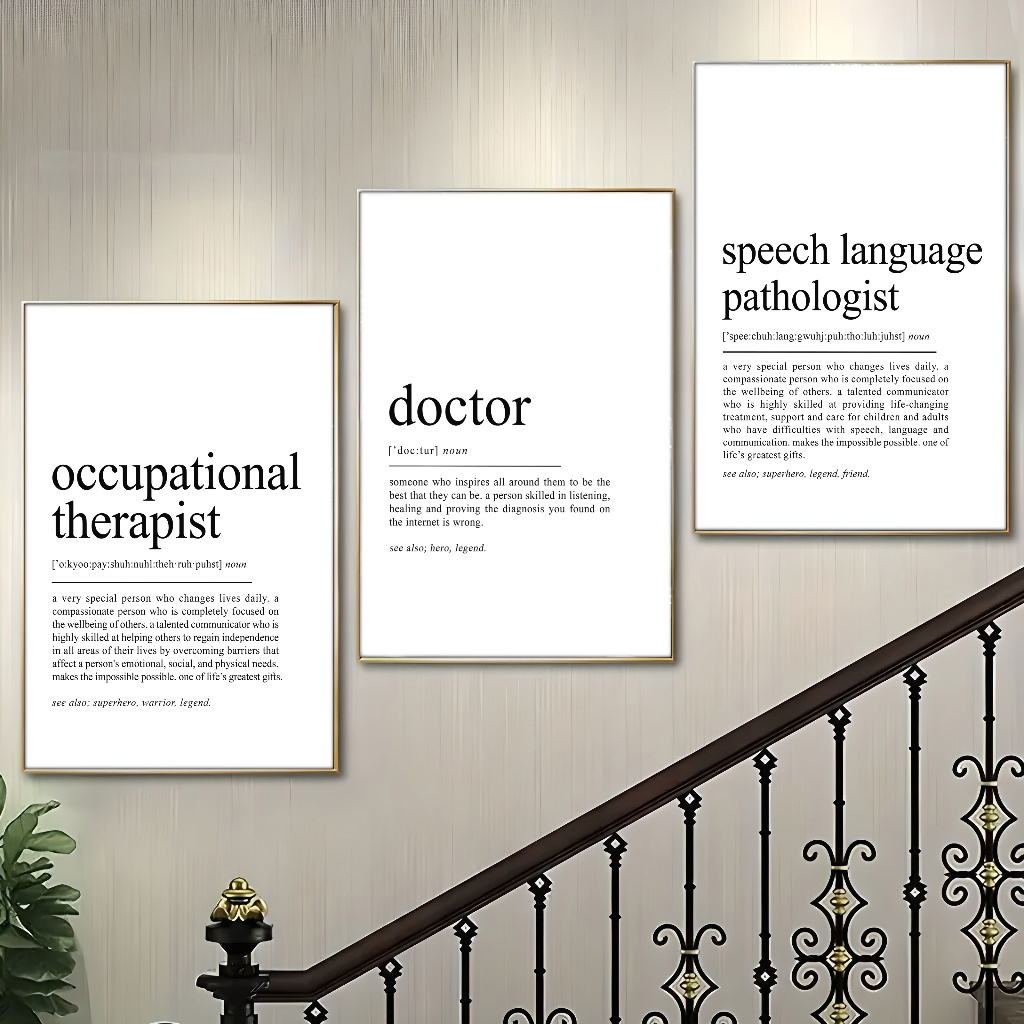 occupational
therapist
['o:kyoo:pay:shuh:nuhl:theh·ruh·puhst] noun
a very special person who changes lives daily. a
compassionate person who is completely focused on
the wellbeing of others. a talented communicator who is
highly skilled at helping others to regain independence
in all areas of their lives by overcoming barriers that
affect a person's emotional, social, and physical needs.
makes the impossible possible. one of life's greatest gifts.
see also; superhero, warrior, legend.
doctor
['doc:tur] noun
someone who inspires all around them to be the
best that they can be. a person skilled in listening,
healing and proving the diagnosis you found on
the internet is wrong.
see also; hero, legend.
speech language
pathologist
['spee:chuh:lang:gwuhj:puh:tho:luh:juhst] noun
a very special person who changes lives daily. a
compassionate person who is completely focused on
the wellbeing of others. a talented communicator
who is highly skilled at providing life-changing
treatment, support and care for children and adults
who have difficulties with speech, language and
communication. makes the impossible possible. one of
life's greatest gifts.
see also; superhero, legend, friend.